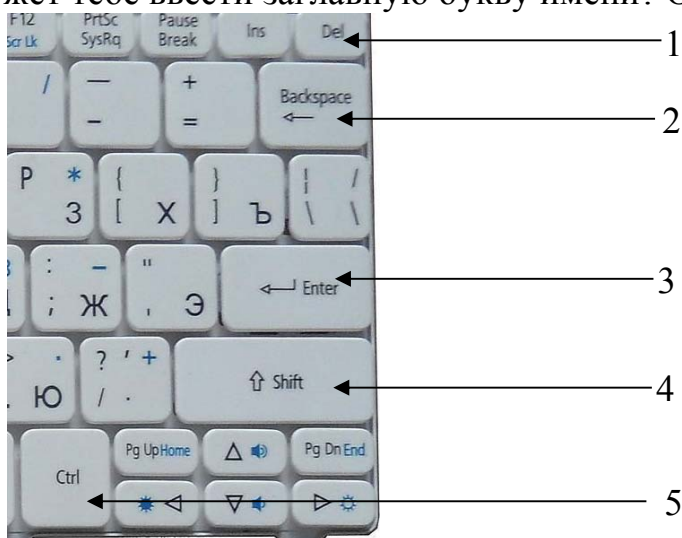 жет тебе ввести заглавную букву имени? С
F12 PrtSc Pause Ins Del
Scr Lk SysRq Break
1
/ — + Backspace
- = ←
2
P * { } ¦ /
З [ Х ] Ъ \ \
: – " ↵ Enter
; Ж ' Э
3
> · ? ' + ⇧ Shift
. Ю / .
4
Ctrl Pg Up Home △ Pg Dn End
◁ ▽ ▷
5